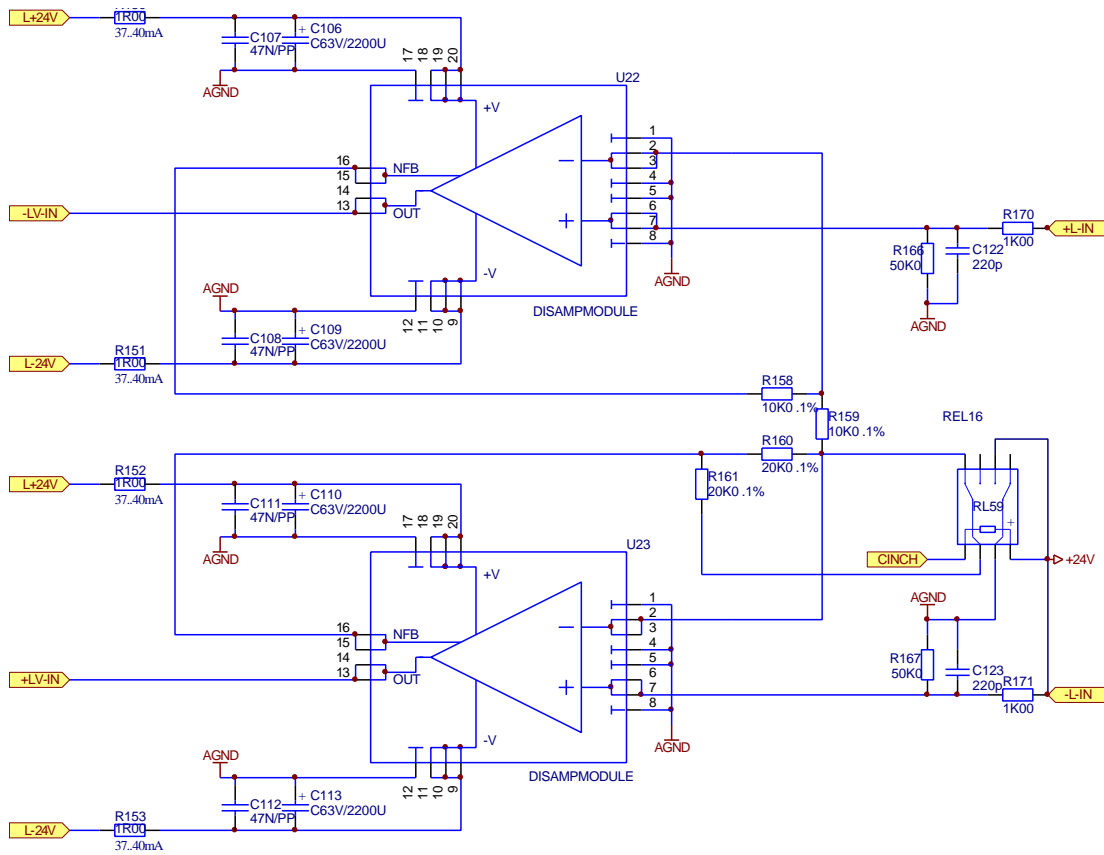 L+24V
1R00
37..40mA
C107
47N/PP
+ C106
C63V/2200U
AGND
17
18
19
20
U22
+V
1
2
3
4
5
6
7
8
16
15
14
13
NFB
OUT
-LV-IN
-V
12
11
10
9
AGND
DISAMPMODULE
AGND
C108
47N/PP
+ C109
C63V/2200U
L-24V
R151
1R00
37..40mA
R166
50K0
C122
220p
R170
1K00
+L-IN
AGND
R158
10K0 .1%
R159
10K0 .1%
R160
20K0 .1%
R161
20K0 .1%
REL16
RL59
+
CINCH
+24V
L+24V
R152
1R00
37..40mA
C111
47N/PP
+ C110
C63V/2200U
AGND
17
18
19
20
U23
+V
1
2
3
4
5
6
7
8
16
15
14
13
NFB
OUT
+LV-IN
-V
12
11
10
9
AGND
DISAMPMODULE
AGND
R167
50K0
C123
220p
R171
1K00
-L-IN
AGND
C112
47N/PP
+ C113
C63V/2200U
L-24V
R153
1R00
37..40mA